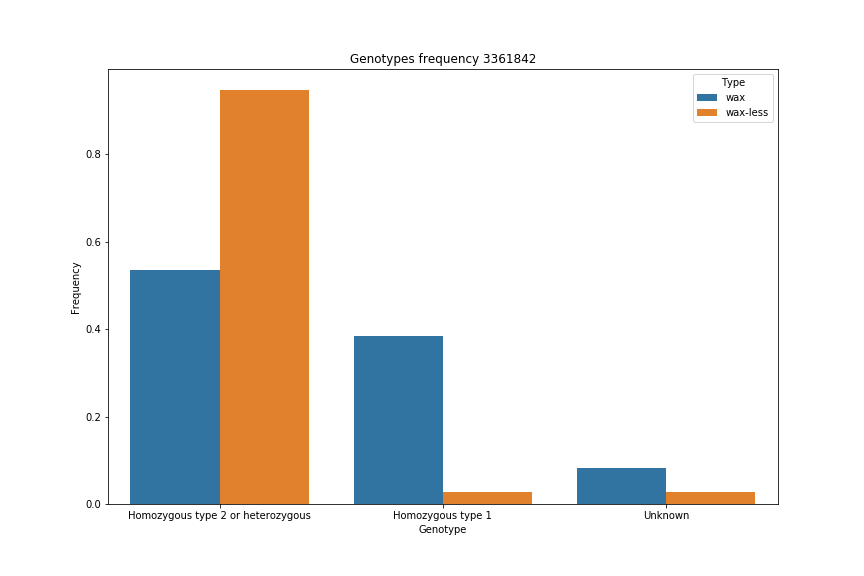 Genotypes frequency 3361842
Type
wax
wax-less
0.8
0.6
0.4
0.2
0.0
Frequency
Homozygous type 2 or heterozygous
Homozygous type 1
Unknown
Genotype